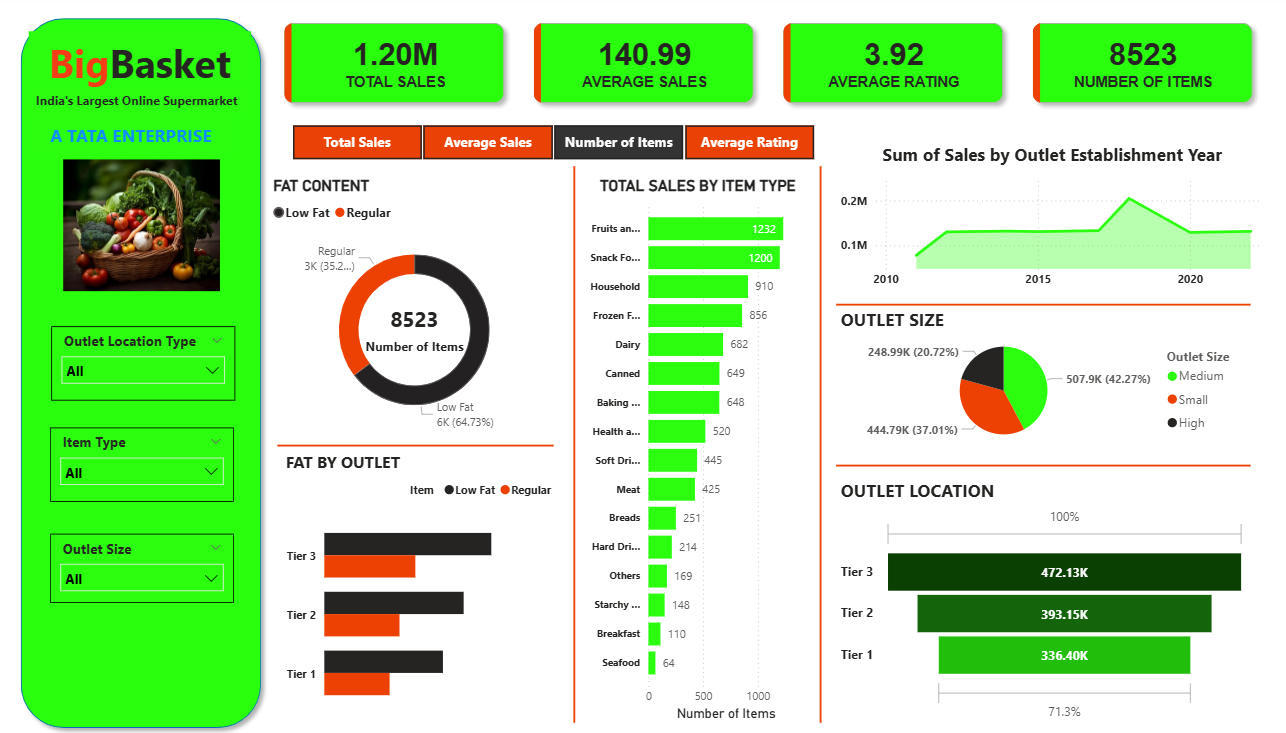 BigBasket
India's Largest Online Supermarket
A TATA ENTERPRISE
Outlet Location Type
All
Item Type
All
Outlet Size
All
1.20M
TOTAL SALES
140.99
AVERAGE SALES
3.92
AVERAGE RATING
8523
NUMBER OF ITEMS
Total Sales
Average Sales
Number of Items
Average Rating
FAT CONTENT
Low Fat
Regular
Regular
3K (35.2...)
8523
Number of Items
Low Fat
6K (64.73%)
FAT BY OUTLET
Item Low Fat Regular
Tier 3
Tier 2
Tier 1
TOTAL SALES BY ITEM TYPE
Fruits an... 1232
Snack Fo... 1200
Household 910
Frozen F... 856
Dairy 682
Canned 649
Baking ... 648
Health a... 520
Soft Dri... 445
Meat 425
Breads 251
Hard Dri... 214
Others 169
Starchy ... 148
Breakfast 110
Seafood 64
0 500 1000
Number of Items
Sum of Sales by Outlet Establishment Year
0.2M
0.1M
2010 2015 2020
OUTLET SIZE
248.99K (20.72%)
507.9K (42.27%)
444.79K (37.01%)
Outlet Size
Medium
Small
High
OUTLET LOCATION
100%
Tier 3 472.13K
Tier 2 393.15K
Tier 1 336.40K
71.3%